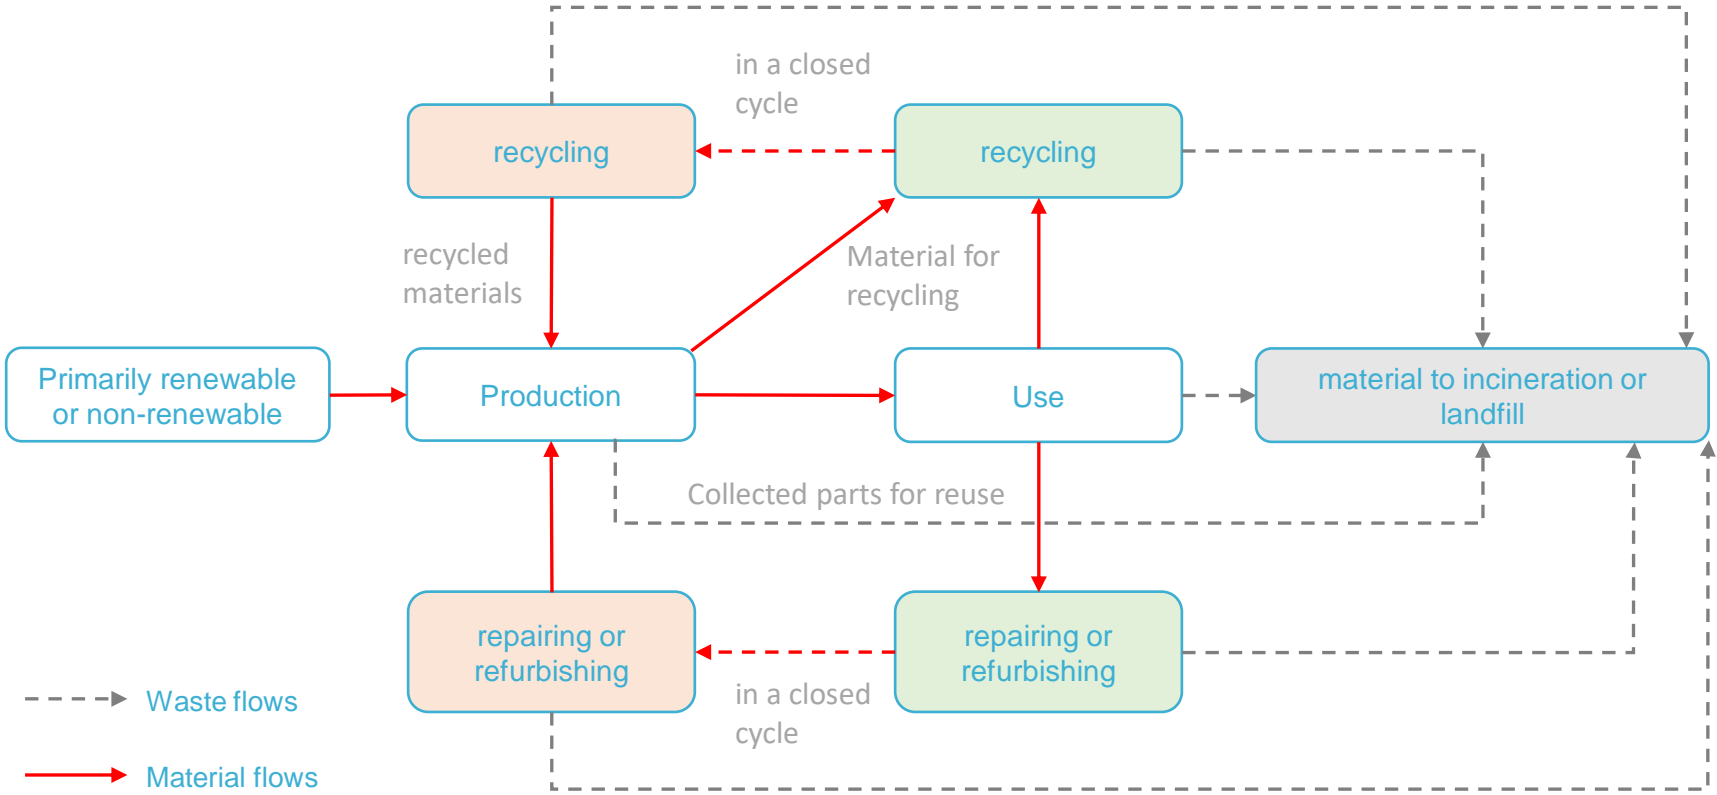 in a closed
cycle
recycling
recycling
recycled
materials
Material for
recycling
Primarily renewable
or non-renewable
Production
Use
material to incineration or
landfill
Collected parts for reuse
repairing or
refurbishing
repairing or
refurbishing
in a closed
cycle
Waste flows
Material flows